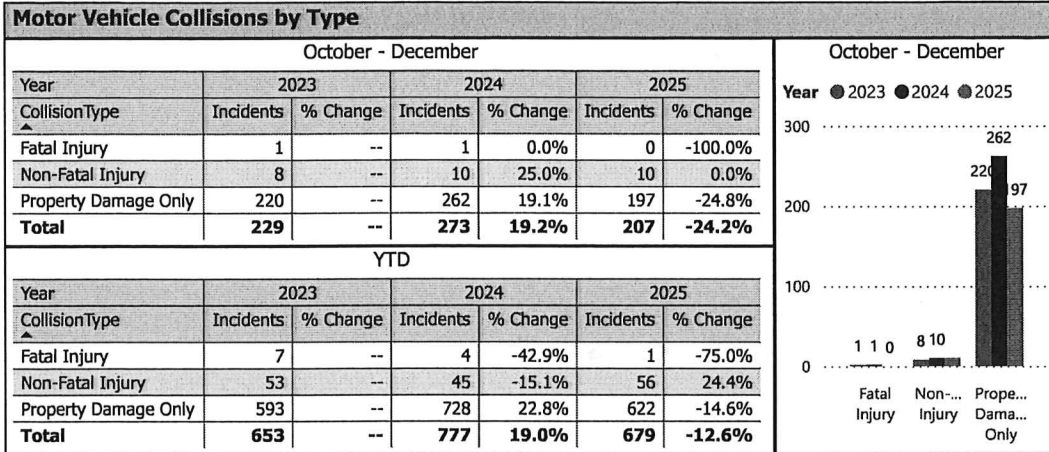 Motor Vehicle Collisions by Type
October - December
Year 2023 2024 2025
CollisionType Incidents % Change Incidents % Change Incidents % Change
Fatal Injury 1 -- 1 0.0% 0 -100.0%
Non-Fatal Injury 8 -- 10 25.0% 10 0.0%
Property Damage Only 220 -- 262 19.1% 197 -24.8%
Total 229 -- 273 19.2% 207 -24.2%
YTD
Year 2023 2024 2025
CollisionType Incidents % Change Incidents % Change Incidents % Change
Fatal Injury 7 -- 4 -42.9% 1 -75.0%
Non-Fatal Injury 53 -- 45 -15.1% 56 24.4%
Property Damage Only 593 -- 728 22.8% 622 -14.6%
Total 653 -- 777 19.0% 679 -12.6%
October - December
Year 2023 2024 2025
300
262
220 197
200
100
1 1 0 8 10
0
Fatal Non-... Prope...
Injury Injury Dama...
Only